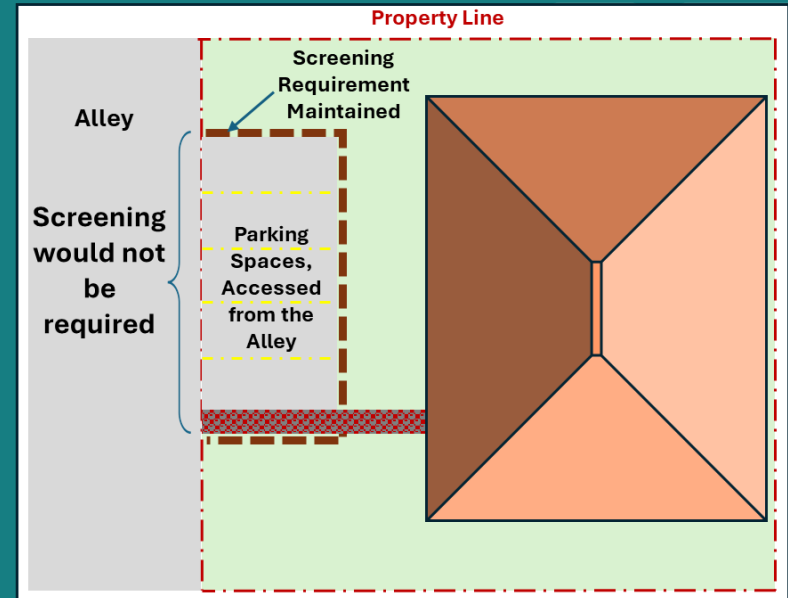 Property Line
Screening
Requirement
Maintained
Alley
Screening
would not
be
required
Parking
Spaces,
Accessed
from the
Alley